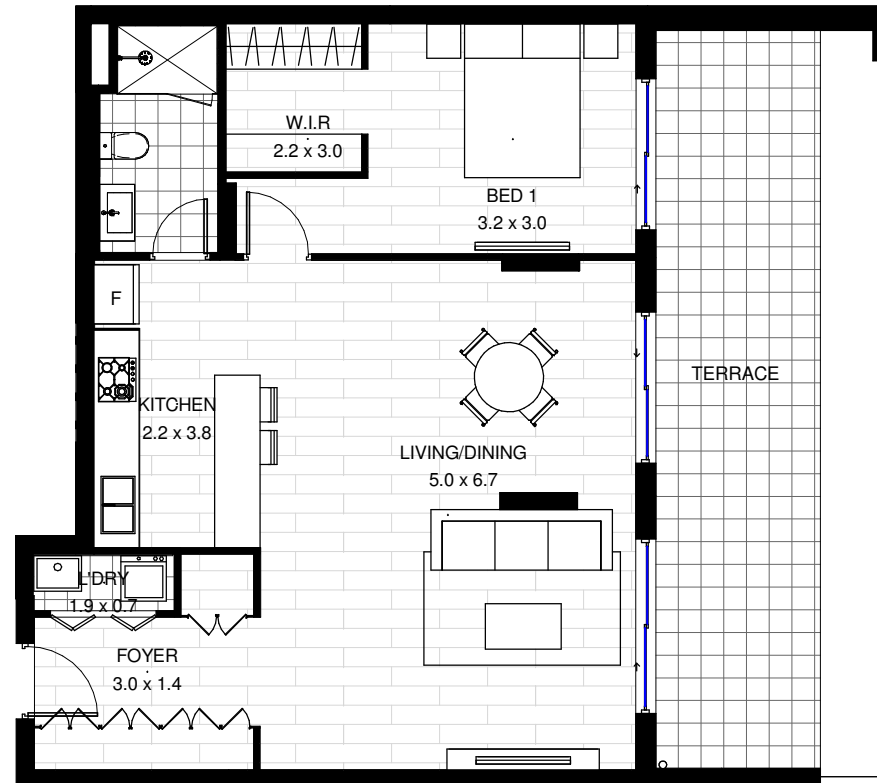 W.I.R
2.2 x 3.0
BED 1
3.2 x 3.0
F
TERRACE
KITCHEN
2.2 x 3.8
LIVING/DINING
5.0 x 6.7
L'DRY
1.9 x 0.7
FOYER
3.0 x 1.4